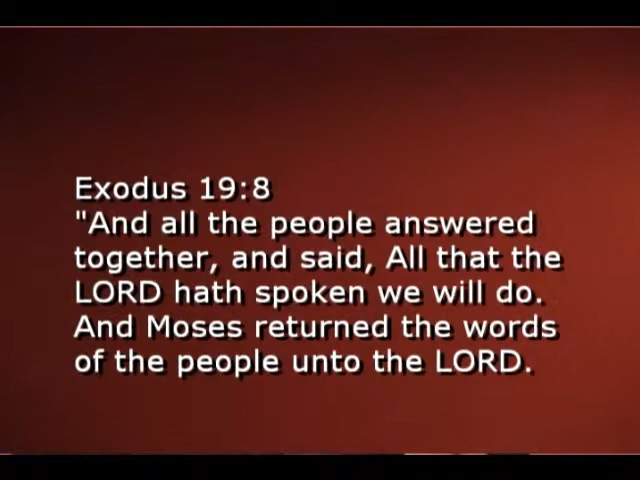 Exodus 19:8
"And all the people answered
together, and said, All that the
LORD hath spoken we will do.
And Moses returned the words
of the people unto the LORD.